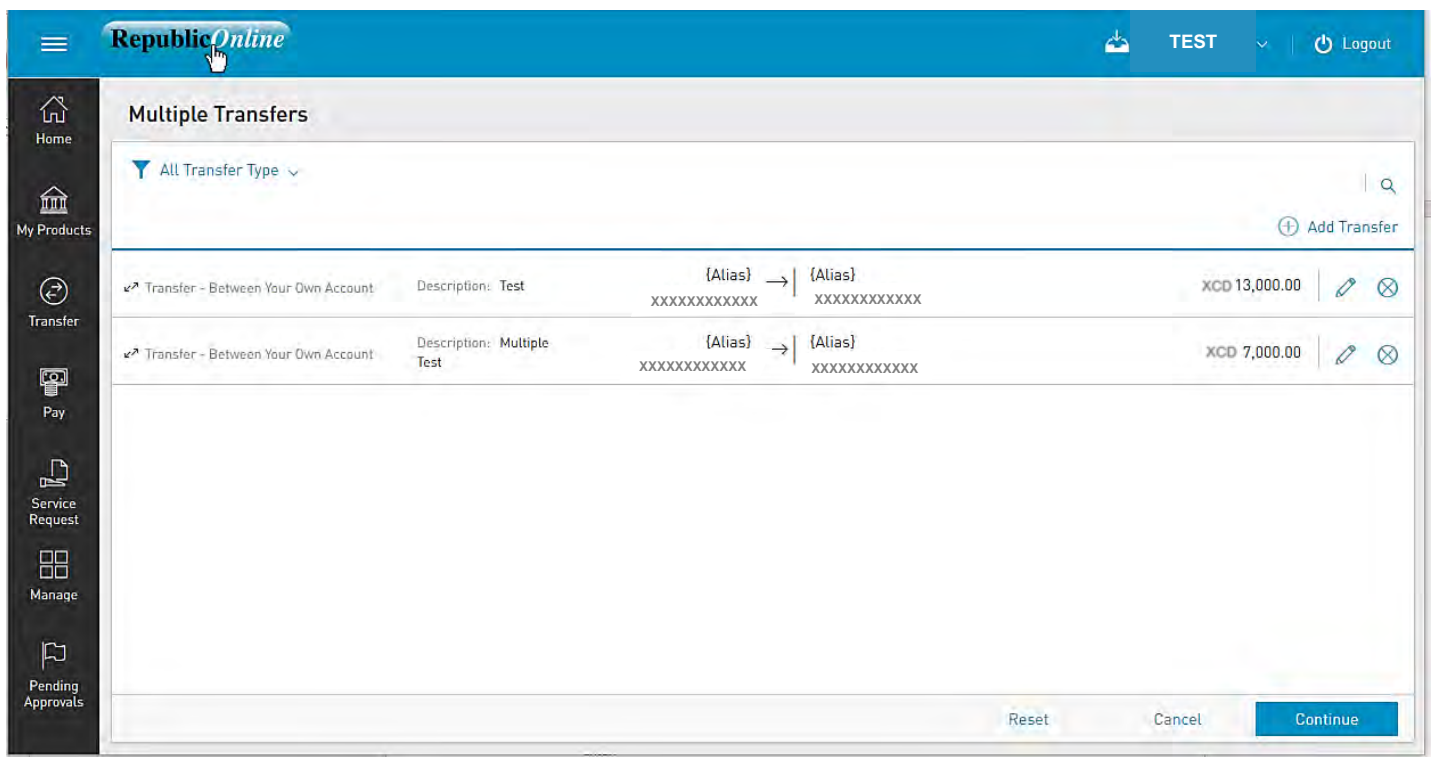 RepublicOnline
TEST
Logout
Home
My Products
Transfer
Pay
Service
Request
Manage
Pending
Approvals
Multiple Transfers
All Transfer Type
Add Transfer
Transfer - Between Your Own Account Description: Test {Alias} → {Alias} XCD 13,000.00
xxxxxxxxxxxx xxxxxxxxxxxx
Transfer - Between Your Own Account Description: Multiple {Alias} → {Alias} XCD 7,000.00
Test xxxxxxxxxxxx xxxxxxxxxxxx
Reset Cancel Continue